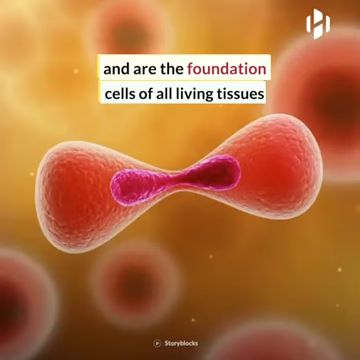 and are the foundation
cells of all living tissues
Storyblocks